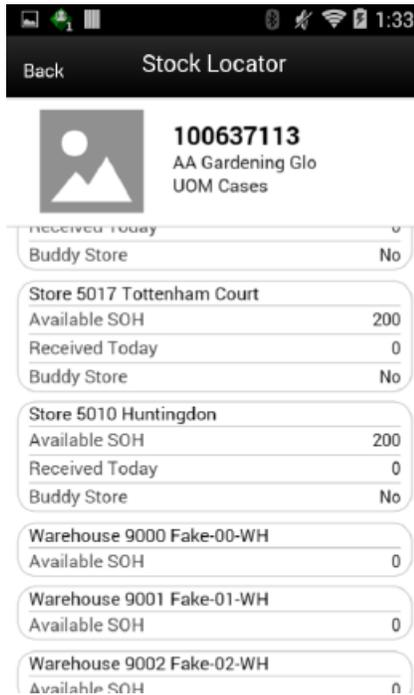 1:33
Back Stock Locator
100637113
AA Gardening Glo
UOM Cases
Received Today 0
Buddy Store No
Store 5017 Tottenham Court
Available SOH 200
Received Today 0
Buddy Store No
Store 5010 Huntingdon
Available SOH 200
Received Today 0
Buddy Store No
Warehouse 9000 Fake-00-WH
Available SOH 0
Warehouse 9001 Fake-01-WH
Available SOH 0
Warehouse 9002 Fake-02-WH
Available SOH 0